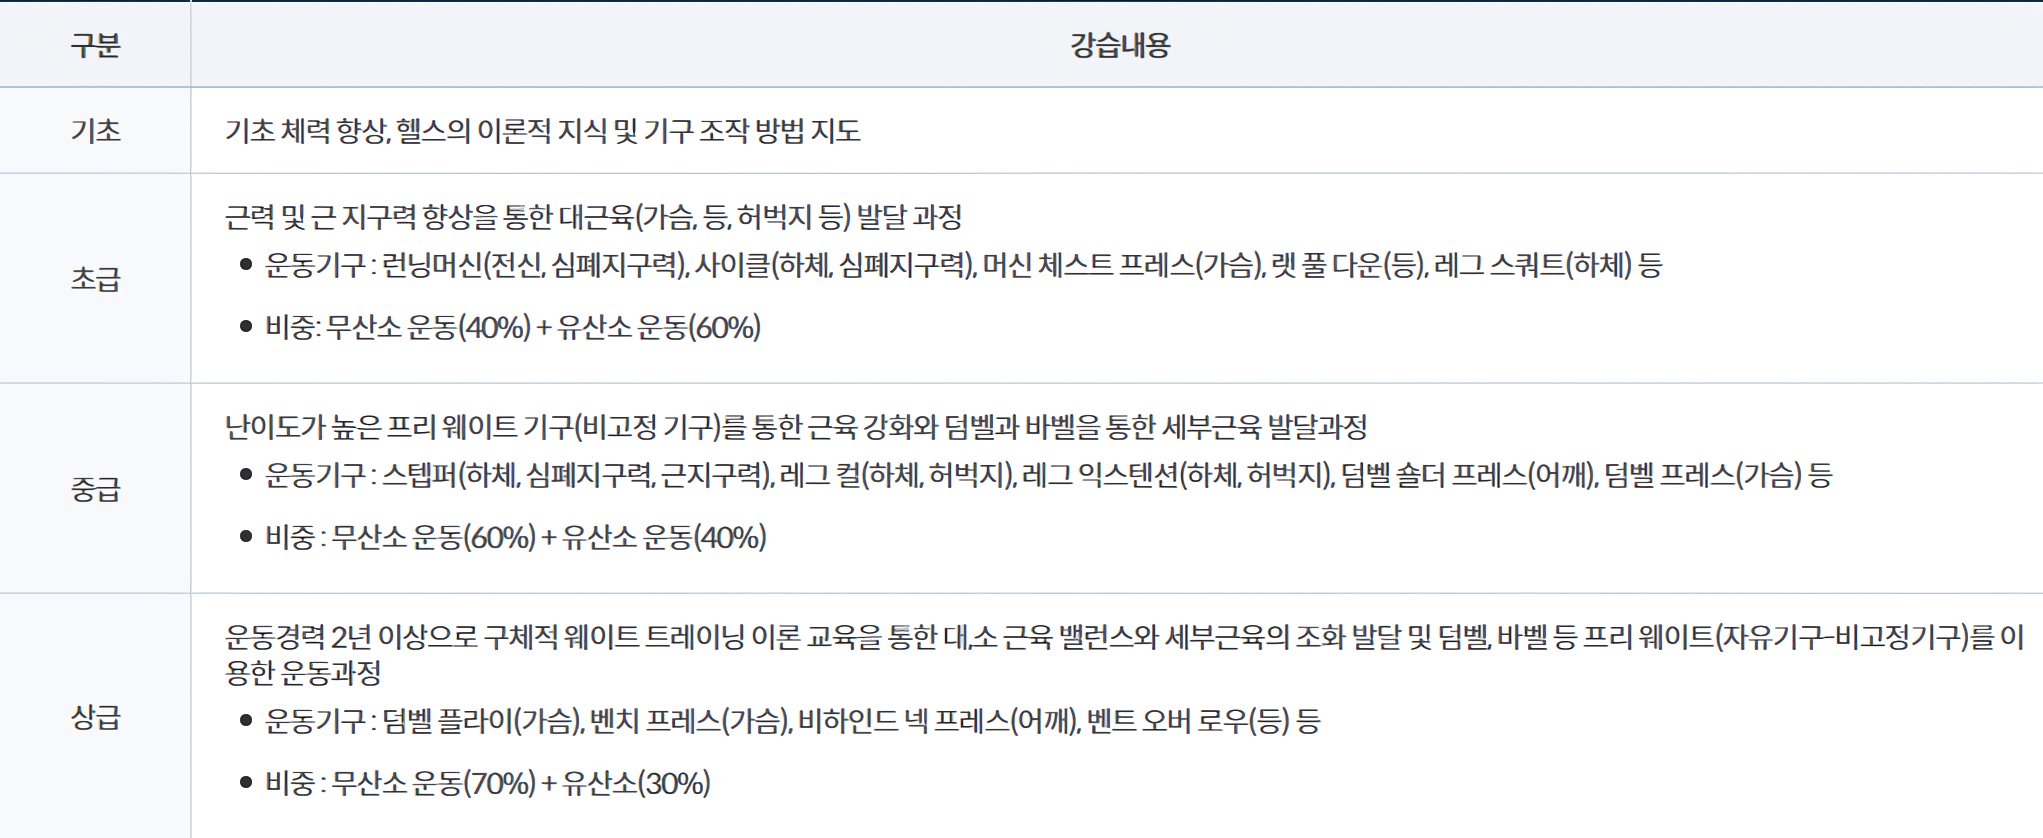 구분
강습내용
기초
기초 체력 향상, 헬스의 이론적 지식 및 기구 조작 방법 지도
초급
근력 및 근 지구력 향상을 통한 대근육(가슴, 등, 허벅지 등) 발달 과정
● 운동기구 : 런닝머신(전신, 심폐지구력), 사이클(하체, 심폐지구력), 머신 체스트 프레스(가슴), 랫 풀 다운(등), 레그 스쿼트(하체) 등
● 비중: 무산소 운동(40%) + 유산소 운동(60%)
중급
난이도가 높은 프리 웨이트 기구(비고정 기구)를 통한 근육 강화와 덤벨과 바벨을 통한 세부근육 발달과정
● 운동기구 : 스텝퍼(하체, 심폐지구력, 근지구력), 레그 컬(하체, 허벅지), 레그 익스텐션(하체, 허벅지), 덤벨 숄더 프레스(어깨), 덤벨 프레스(가슴) 등
● 비중 : 무산소 운동(60%) + 유산소 운동(40%)
상급
운동경력 2년 이상으로 구체적 웨이트 트레이닝 이론 교육을 통한 대,소 근육 밸런스와 세부근육의 조화 발달 및 덤벨, 바벨 등 프리 웨이트(자유기구-비고정기구)를 이
용한 운동과정
● 운동기구 : 덤벨 플라이(가슴), 벤치 프레스(가슴), 비하인드 넥 프레스(어깨), 벤트 오버 로우(등) 등
● 비중 : 무산소 운동(70%) + 유산소(30%)